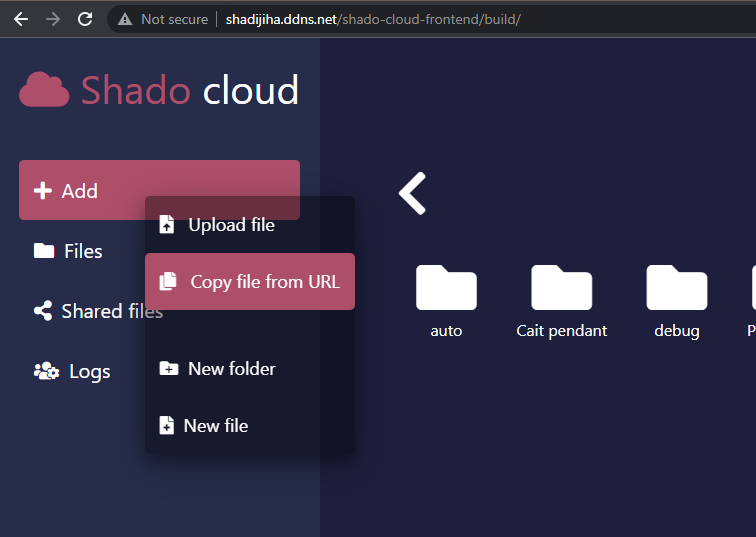 Not secure | shadijiha.ddns.net/shado-cloud-frontend/build/
Shado cloud
Add
Upload file
Files
Copy file from URL
Shared files
New folder
Logs
New file
auto
Cait pendant
debug
P